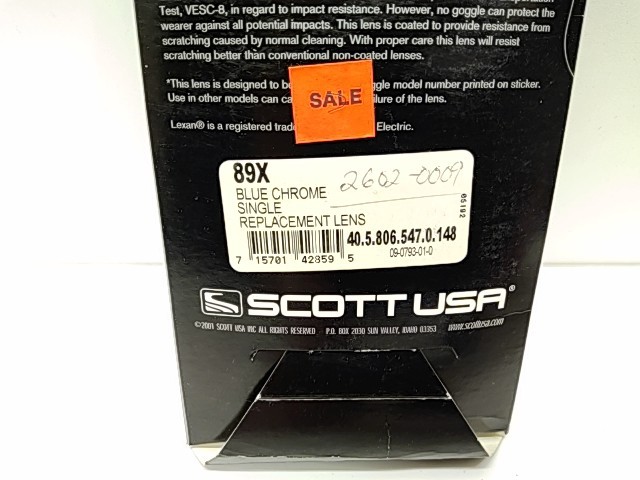 Test, VESC-8, in regard to impact resistance. However, no goggle can protect the
wearer against all potential impacts. This lens is coated to provide resistance from
scratching caused by normal cleaning. With proper care this lens will resist
scratching better than conventional non-coated lenses.
*This lens is designed to be ggle model number printed on sticker.
Use in other models can ca ilure of the lens.
SALE
Lexan® is a registered trade Electric.
89X
BLUE CHROME
SINGLE
REPLACEMENT LENS
2602-0009
05192
40.5.806.547.0.148
7 15701 42859 5
09-0793-01-0
SCOTT USA®
©2001 SCOTT USA INC ALL RIGHTS RESERVED P.O. BOX 2030 SUN VALLEY, IDAHO 83353 www.scottusa.com